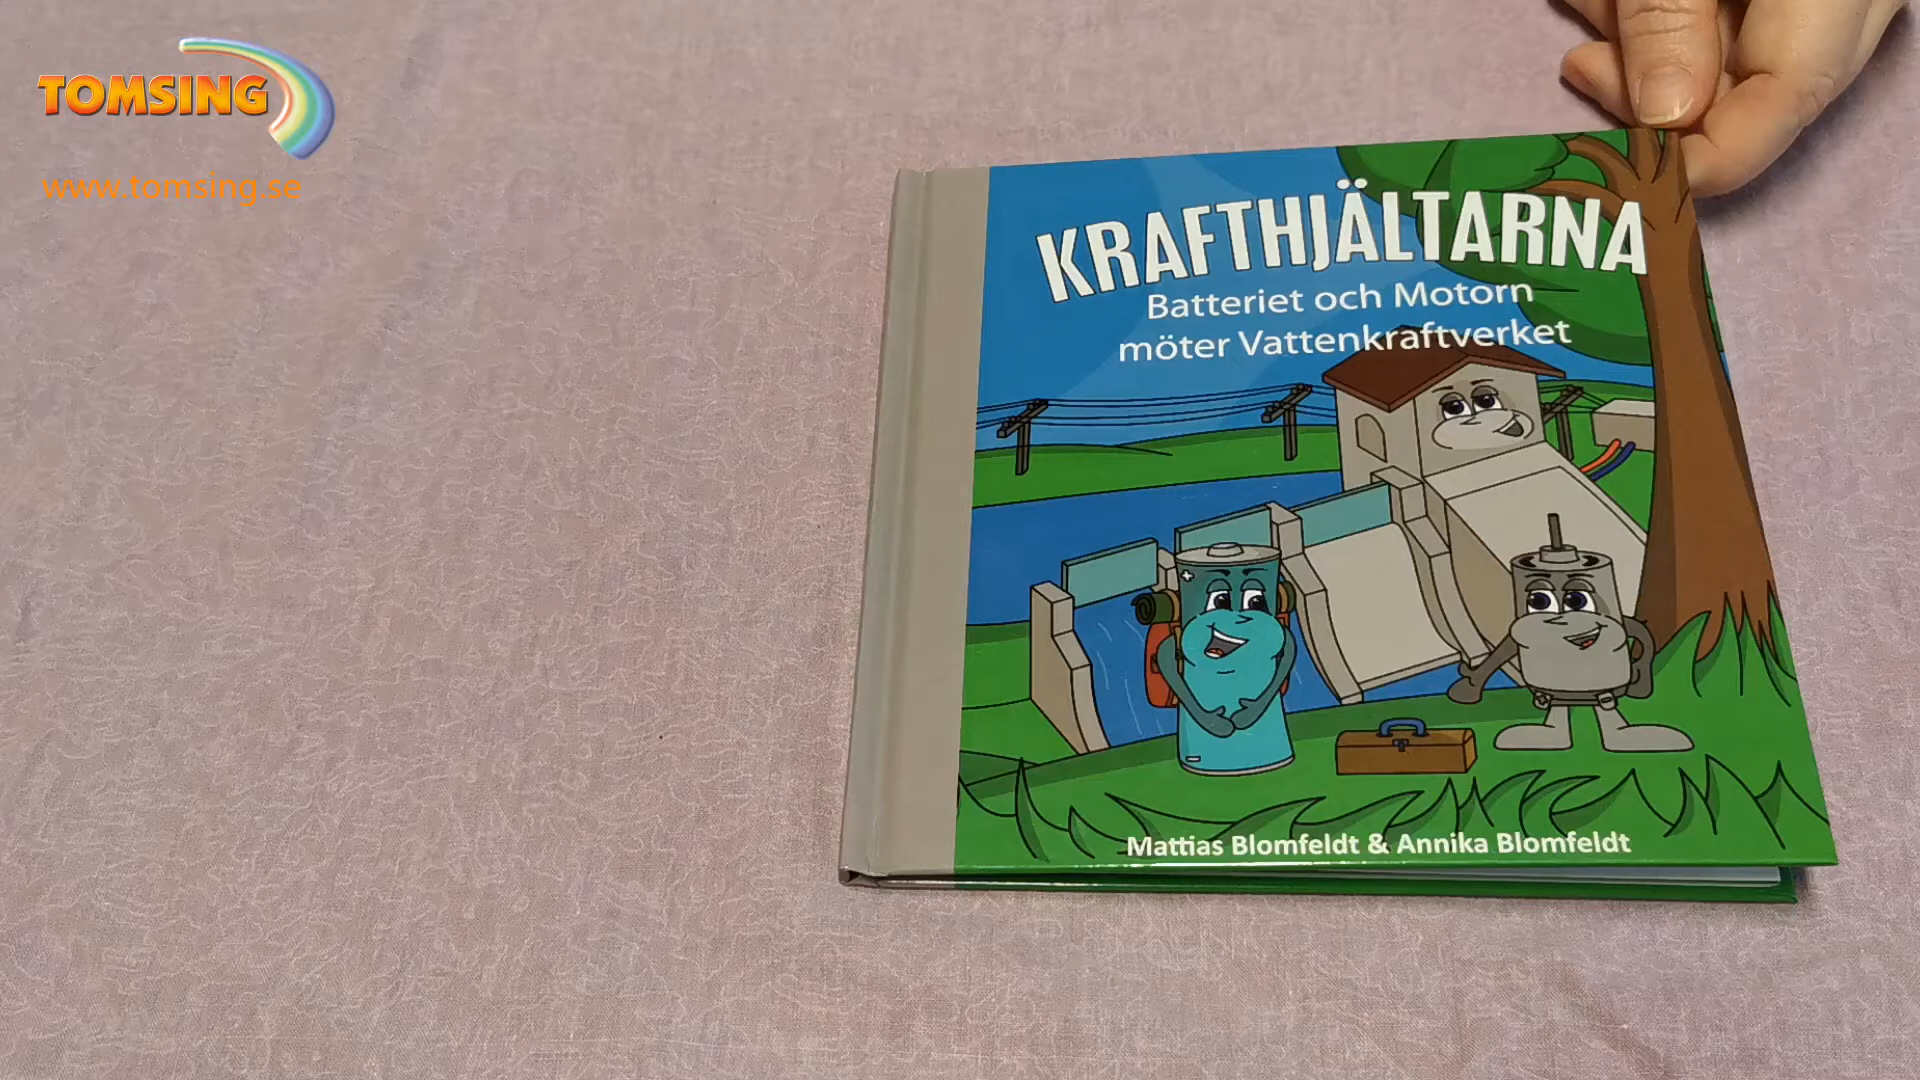 TOMSING
www.tomsing.se
KRAFTHJÄLTARNA
Batteriet och Motorn
möter Vattenkraftverket
Mattias Blomfeldt & Annika Blomfeldt